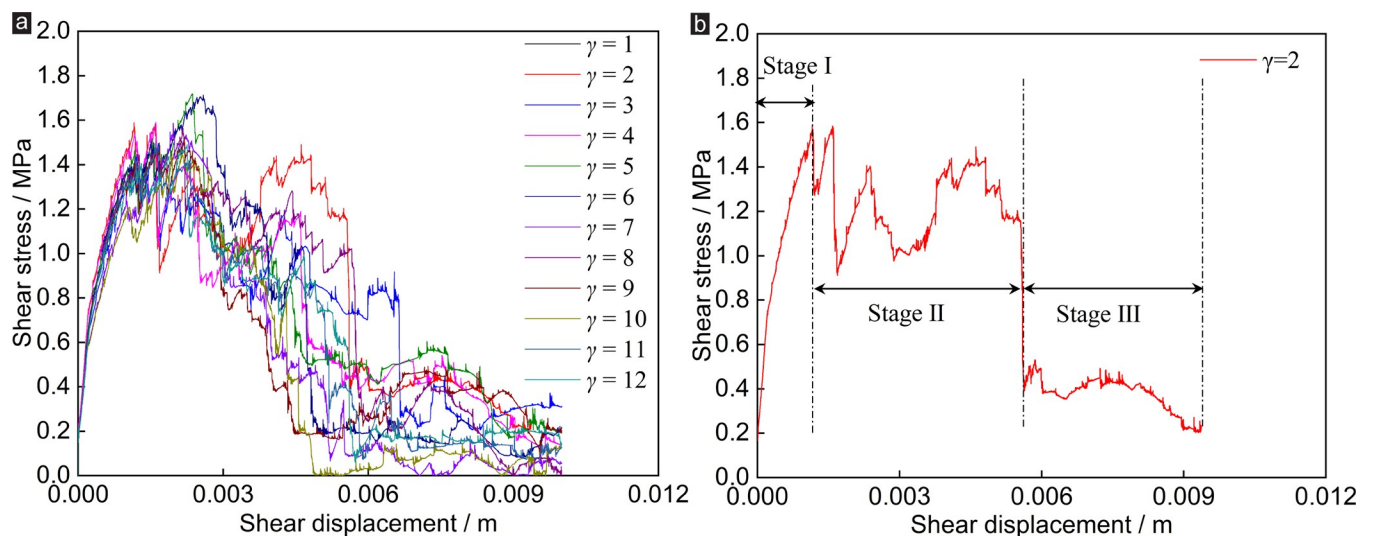 a
2.0
1.8
1.6
1.4
1.2
1.0
0.8
0.6
0.4
0.2
0.0
Shear stress / MPa
0.000
0.003
0.006
0.009
0.012
Shear displacement / m
γ = 1
γ = 2
γ = 3
γ = 4
γ = 5
γ = 6
γ = 7
γ = 8
γ = 9
γ = 10
γ = 11
γ = 12
b
2.0
1.8
1.6
1.4
1.2
1.0
0.8
0.6
0.4
0.2
0.0
Shear stress / MPa
0.000
0.003
0.006
0.009
0.012
Shear displacement / m
Stage I
γ=2
Stage II
Stage III